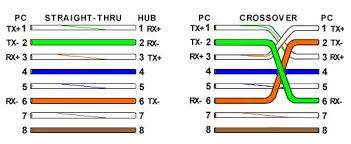 PC STRAIGHT-THRU HUB PC CROSSOVER PC
TX+ 1 1 RX+ TX+ 1 1 TX+
TX- 2 2 RX- TX- 2 2 TX-
RX+ 3 3 TX+ RX+ 3 3 RX+
4 4 4 4
5 5 5 5
RX- 6 6 TX- RX- 6 6 RX-
7 7 7 7
8 8 8 8